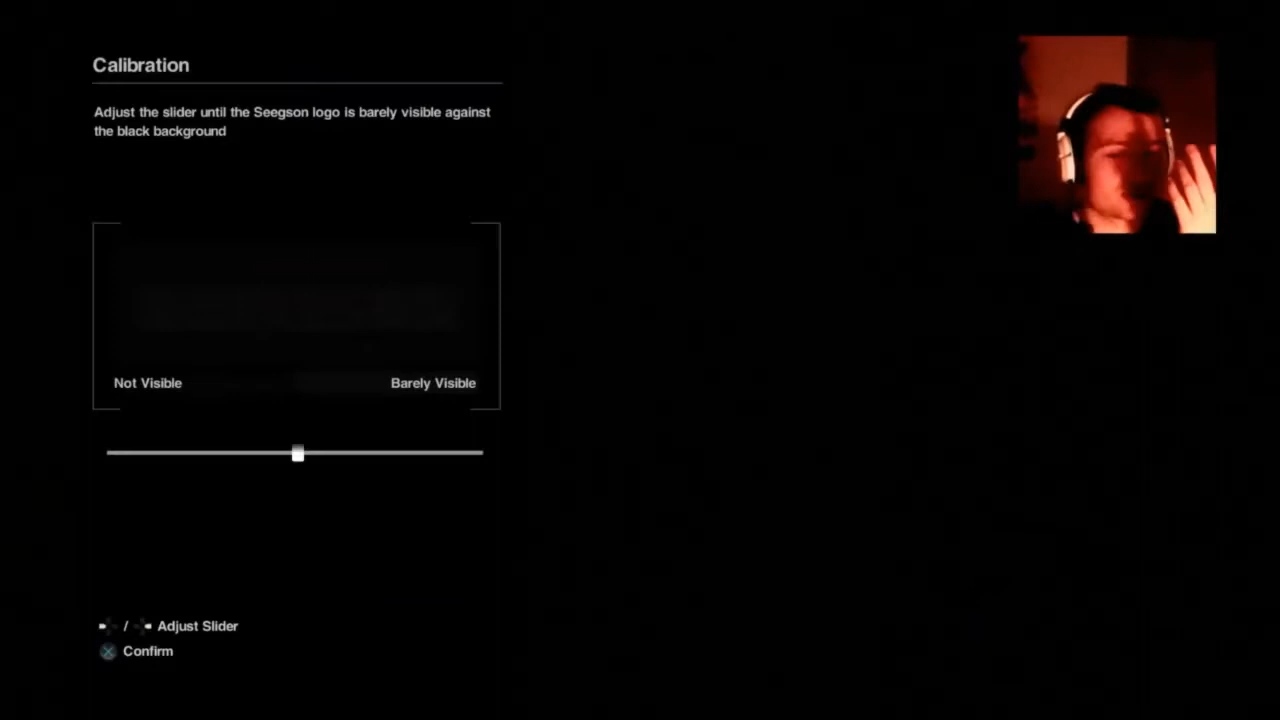 Calibration
Adjust the slider until the Seegson logo is barely visible against
the black background
Not Visible
Barely Visible
/ Adjust Slider
Confirm